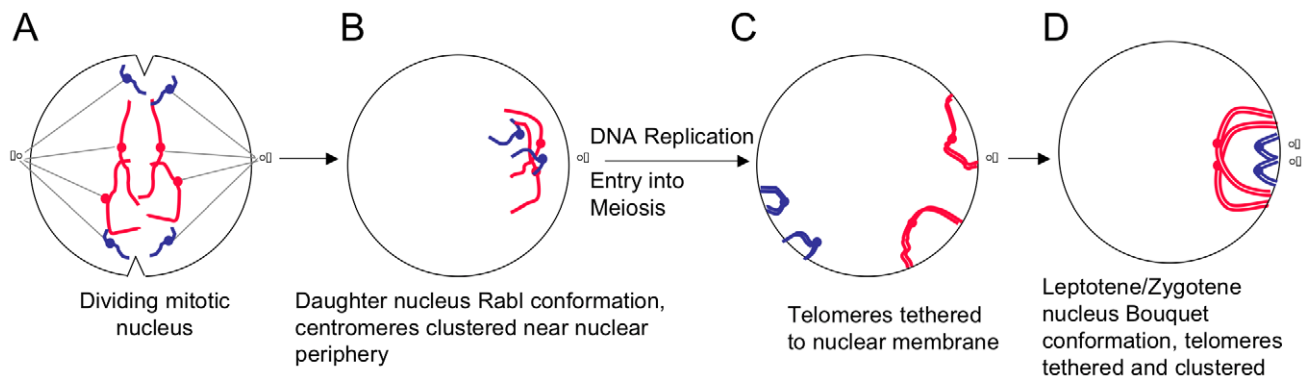 A
B
C
D
DNA Replication
Entry into
Meiosis
Dividing mitotic
nucleus
Daughter nucleus Rabl conformation,
centromeres clustered near nuclear
periphery
Telomeres tethered
to nuclear membrane
Leptotene/Zygotene
nucleus Bouquet
conformation, telomeres
tethered and clustered